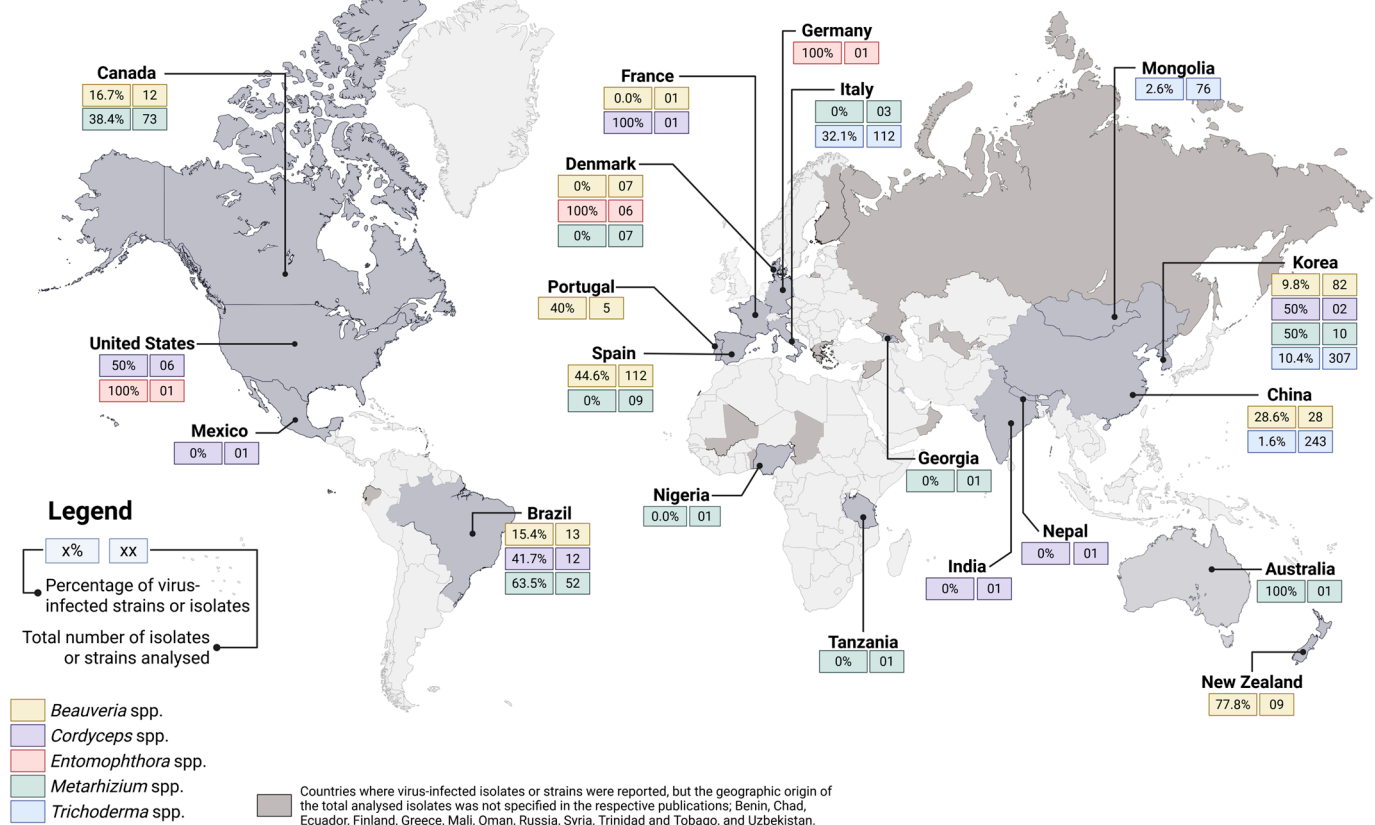 Canada
16.7% 12
38.4% 73
United States
50% 06
100% 01
Mexico
0% 01
Brazil
15.4% 13
41.7% 12
63.5% 52
Germany
100% 01
France
0.0% 01
100% 01
Italy
0% 03
32.1% 112
Denmark
0% 07
100% 06
0% 07
Portugal
40% 5
Spain
44.6% 112
0% 09
Nigeria
0.0% 01
Tanzania
0% 01
Georgia
0% 01
Mongolia
2.6% 76
Korea
9.8% 82
50% 02
50% 10
10.4% 307
China
28.6% 28
1.6% 243
Nepal
0% 01
India
0% 01
Australia
100% 01
New Zealand
77.8% 09
Legend
x% xx
Percentage of virus-
infected strains or isolates
Total number of isolates
or strains analysed
Beauveria spp.
Cordyceps spp.
Entomophthora spp.
Metarhizium spp.
Trichoderma spp.
Countries where virus-infected isolates or strains were reported, but the geographic origin of
the total analysed isolates was not specified in the respective publications; Benin, Chad,
Ecuador, Finland, Greece, Mali, Oman, Russia, Syria, Trinidad and Tobago, and Uzbekistan.